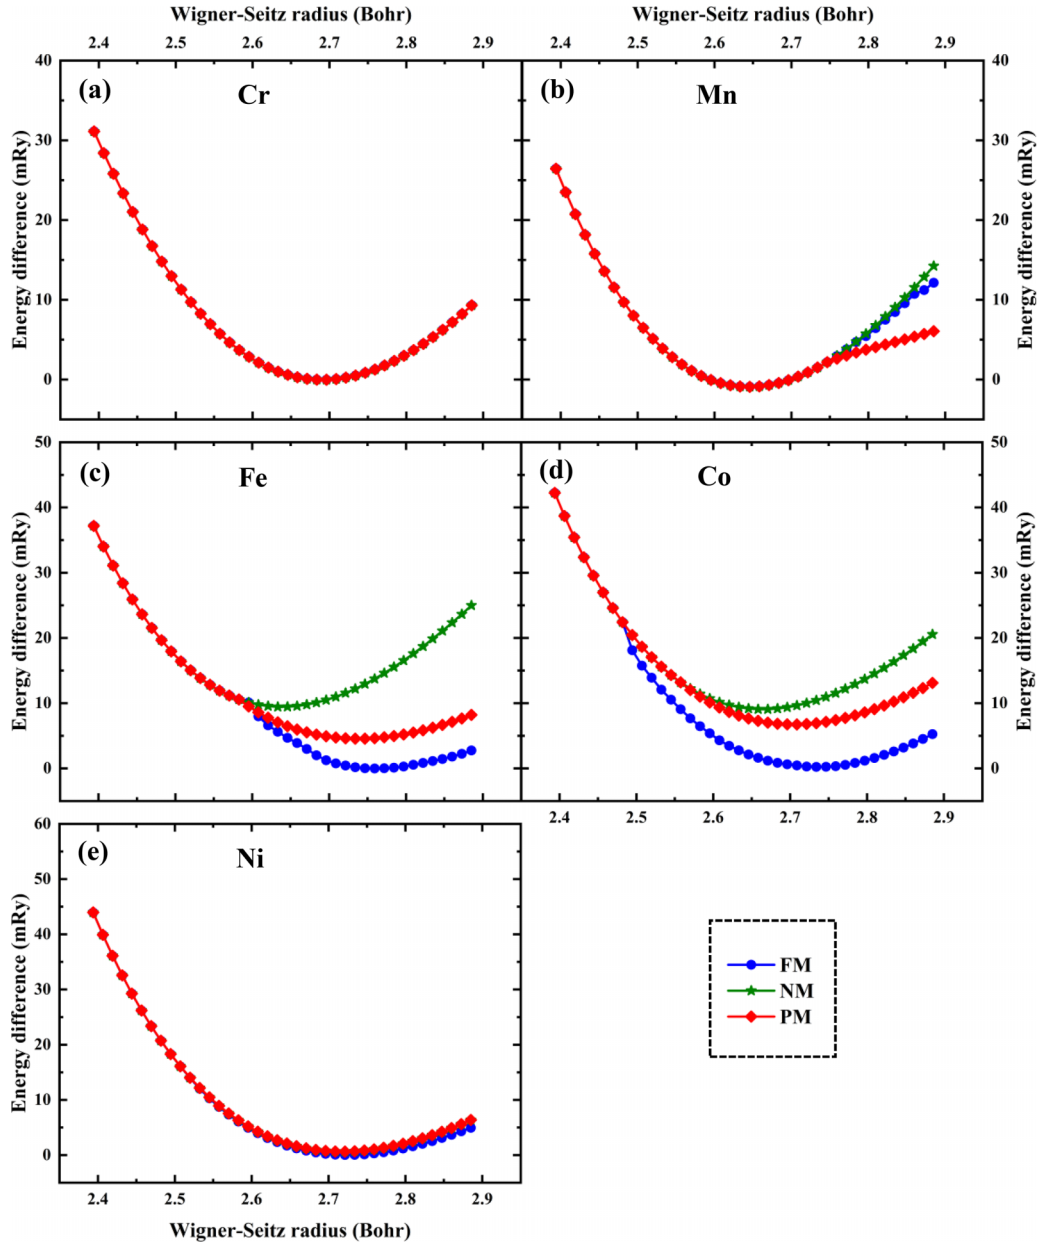 Wigner-Seitz radius (Bohr)
Wigner-Seitz radius (Bohr)
2.4 2.5 2.6 2.7 2.8 2.9
2.4 2.5 2.6 2.7 2.8 2.9
(a)
Cr
40
30
20
10
0
Energy difference (mRy)
(b)
Mn
40
30
20
10
0
Energy difference (mRy)
(c)
Fe
50
40
30
20
10
0
Energy difference (mRy)
(d)
Co
50
40
30
20
10
0
Energy difference (mRy)
2.4 2.5 2.6 2.7 2.8 2.9
(e)
Ni
60
50
40
30
20
10
0
Energy difference (mRy)
2.4 2.5 2.6 2.7 2.8 2.9
Wigner-Seitz radius (Bohr)
FM
NM
PM